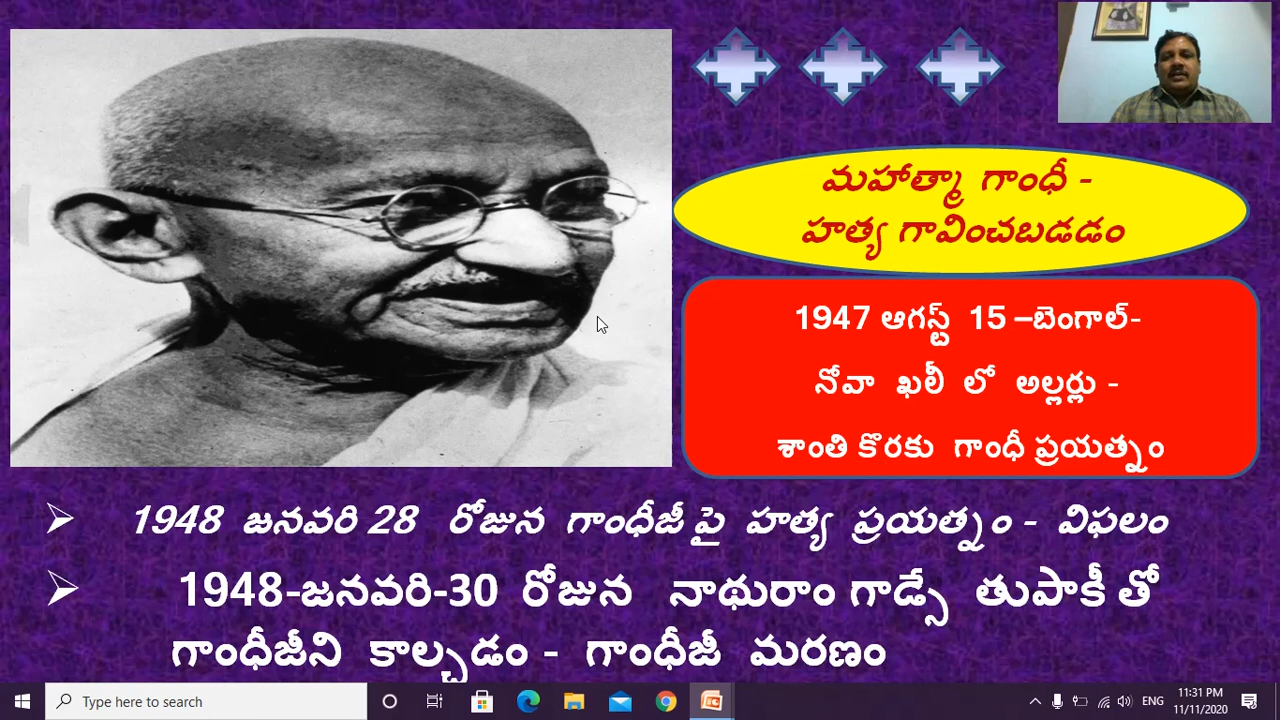 మహాత్మా గాంధీ -
హత్య గావించబడడం
1947 ఆగస్ట్ 15 –బెంగాల్-
నోవా ఖలీ లో అల్లర్లు -
శాంతి కొరకు గాంధీ ప్రయత్నం
1948 జనవరి 28 రోజున గాంధీజీ పై హత్య ప్రయత్నం - విఫలం
1948-జనవరి-30 రోజున నాథురాం గాడ్సే తుపాకీ తో
గాంధీజీని కాల్చడం - గాంధీజీ మరణం
Type here to search
ENG
11:31 PM
11/11/2020